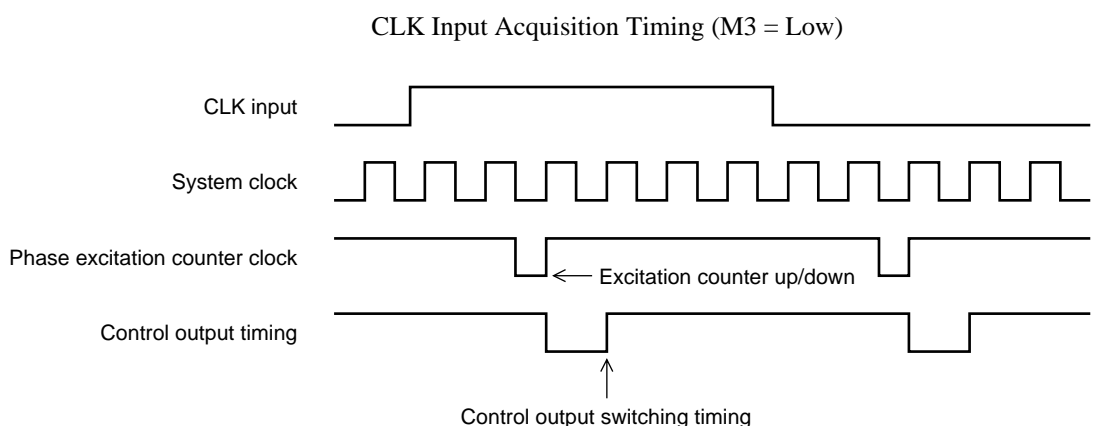 CLK Input Acquisition Timing (M3 = Low)
CLK input
System clock
Phase excitation counter clock
Excitation counter up/down
Control output timing
Control output switching timing